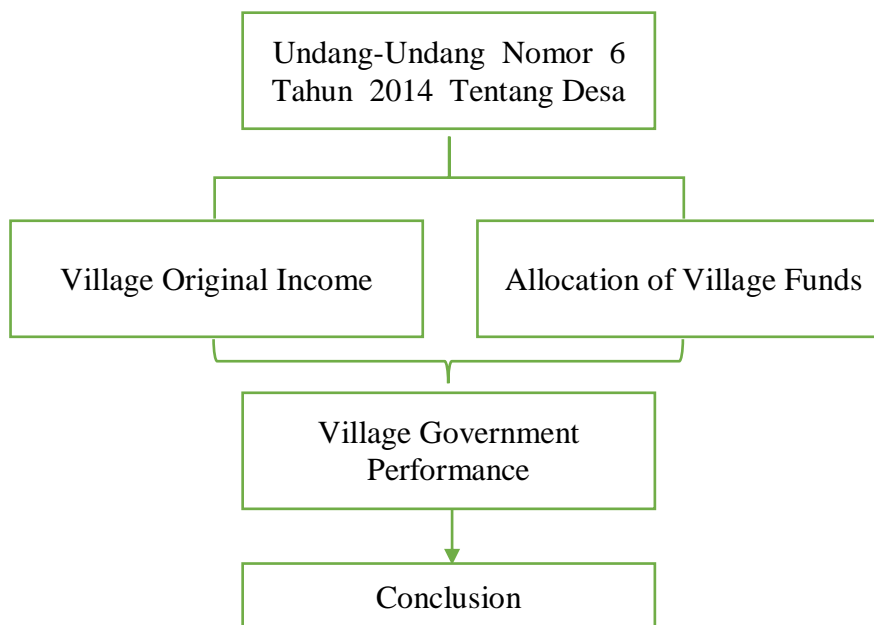 Undang-Undang Nomor 6
Tahun 2014 Tentang Desa
Village Original Income
Allocation of Village Funds
Village Government
Performance
Conclusion